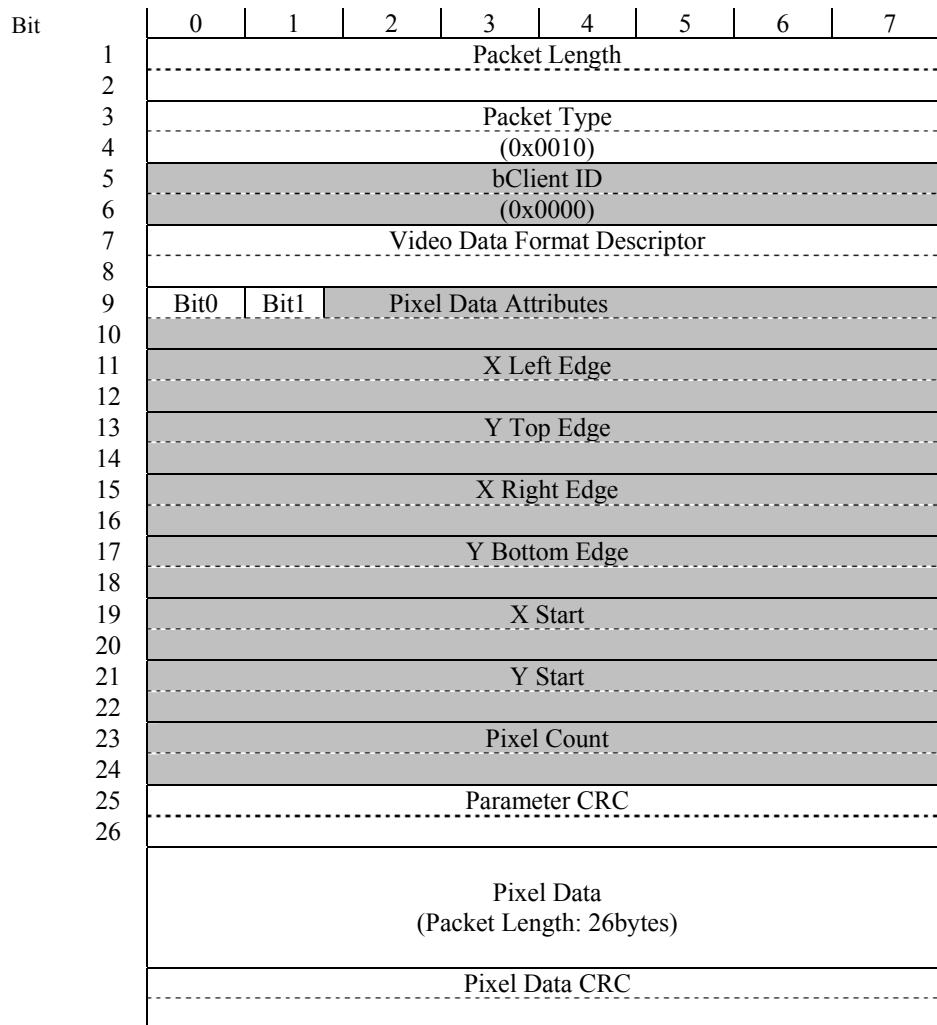 Bit 0 1 2 3 4 5 6 7
1 Packet Length
2
3 Packet Type
4 (0x0010)
5 bClient ID
6 (0x0000)
7 Video Data Format Descriptor
8
9 Bit0 Bit1 Pixel Data Attributes
10
11 X Left Edge
12
13 Y Top Edge
14
15 X Right Edge
16
17 Y Bottom Edge
18
19 X Start
20
21 Y Start
22
23 Pixel Count
24
25 Parameter CRC
26
Pixel Data
(Packet Length: 26bytes)
Pixel Data CRC